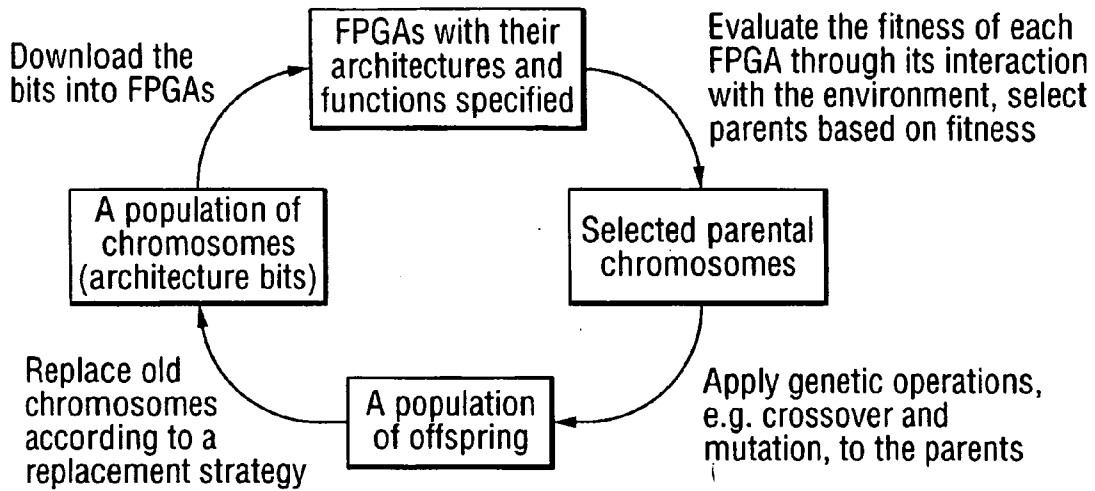 Download the
bits into FPGAs
FPGAs with their
architectures and
functions specified
Evaluate the fitness of each
FPGA through its interaction
with the environment, select
parents based on fitness
A population of
chromosomes
(architecture bits)
Selected parental
chromosomes
Replace old
chromosomes
according to a
replacement strategy
A population
of offspring
Apply genetic operations,
e.g. crossover and
mutation, to the parents